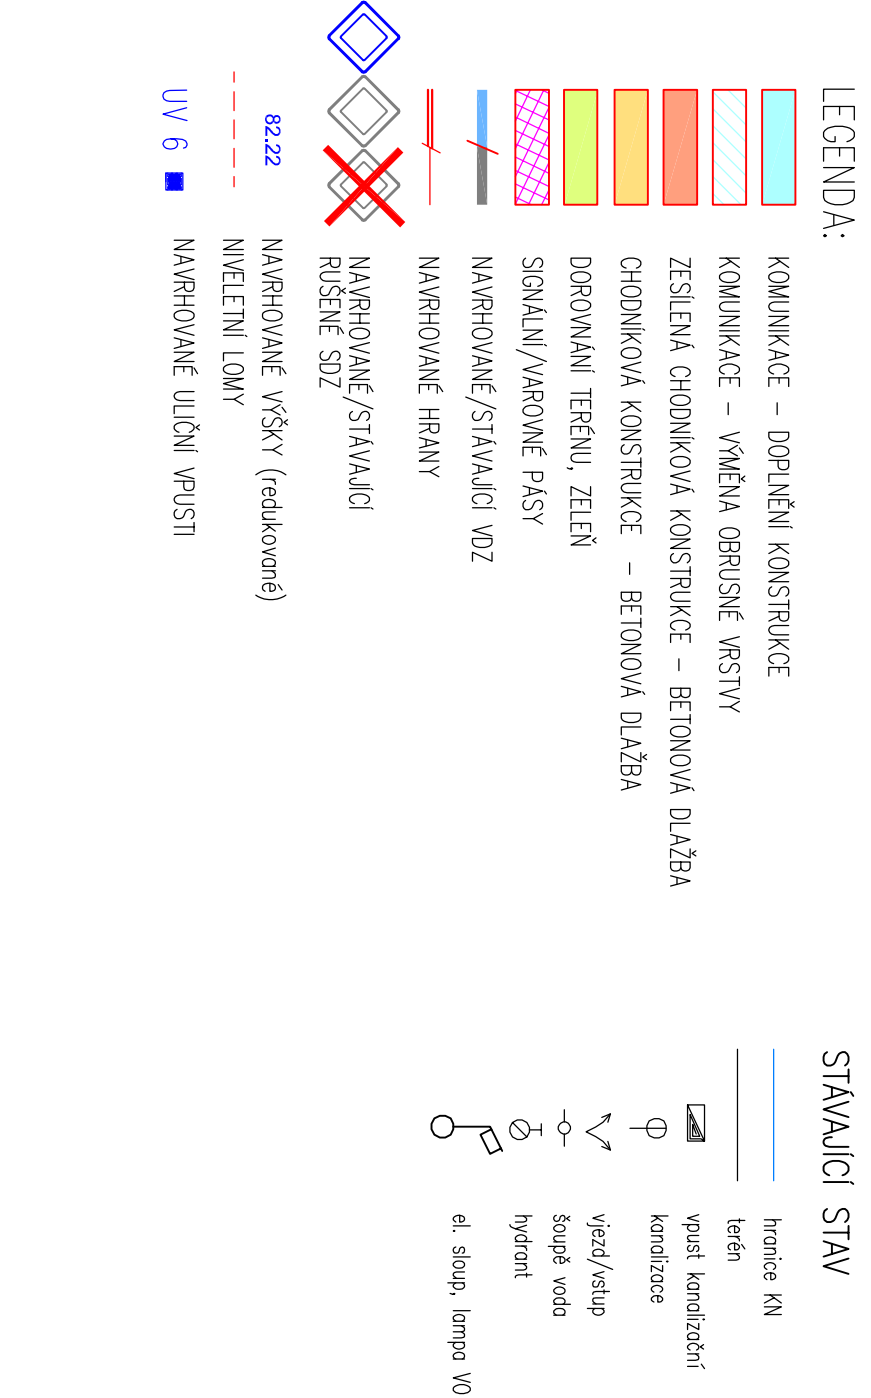 LEGENDA:
KOMUNIKACE – DOPLNĚNÍ KONSTRUKCE
KOMUNIKACE – VÝMĚNA OBRUSNÉ VRSTVY
ZESÍLENÁ CHODNÍKOVÁ KONSTRUKCE – BETONOVÁ DLAŽBA
CHODNÍKOVÁ KONSTRUKCE – BETONOVÁ DLAŽBA
DOROVNÁNÍ TERÉNU, ZELEŇ
SIGNÁLNÍ/VAROVNÉ PÁSY
NAVRHOVANÉ/STÁVAJÍCÍ VDZ
NAVRHOVANÉ HRANY
NAVRHOVANÉ/STÁVAJÍCÍ
RUŠENÉ SDZ
82.22 NAVRHOVANÉ VÝŠKY (redukované)
NIVELETNÍ LOMY
UV 6 NAVRHOVANÉ ULIČNÍ VPUSTI
STÁVAJÍCÍ STAV
hranice KN
terén
vpust kanalizační
kanalizace
vjezd/vstup
šoupě voda
hydrant
el. sloup, lampa VO